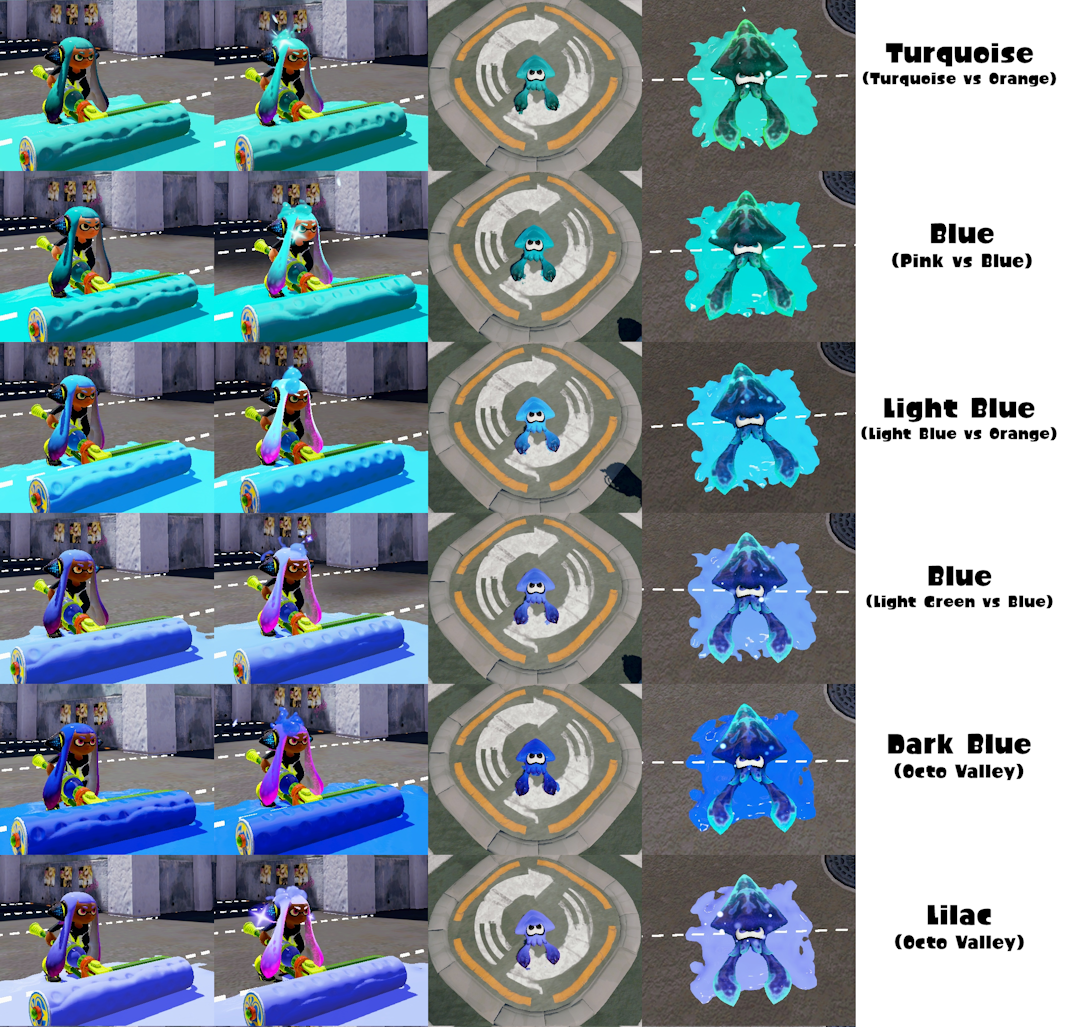 Turquoise
(Turquoise vs Orange)
Blue
(Pink vs Blue)
Light Blue
(Light Blue vs Orange)
Blue
(Light Green vs Blue)
Dark Blue
(Octo Valley)
Lilac
(Octo Valley)